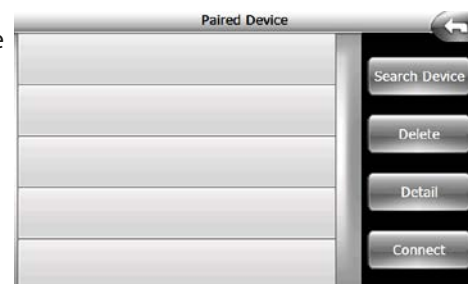 Paired Device
Search Device
Delete
Detail
Connect